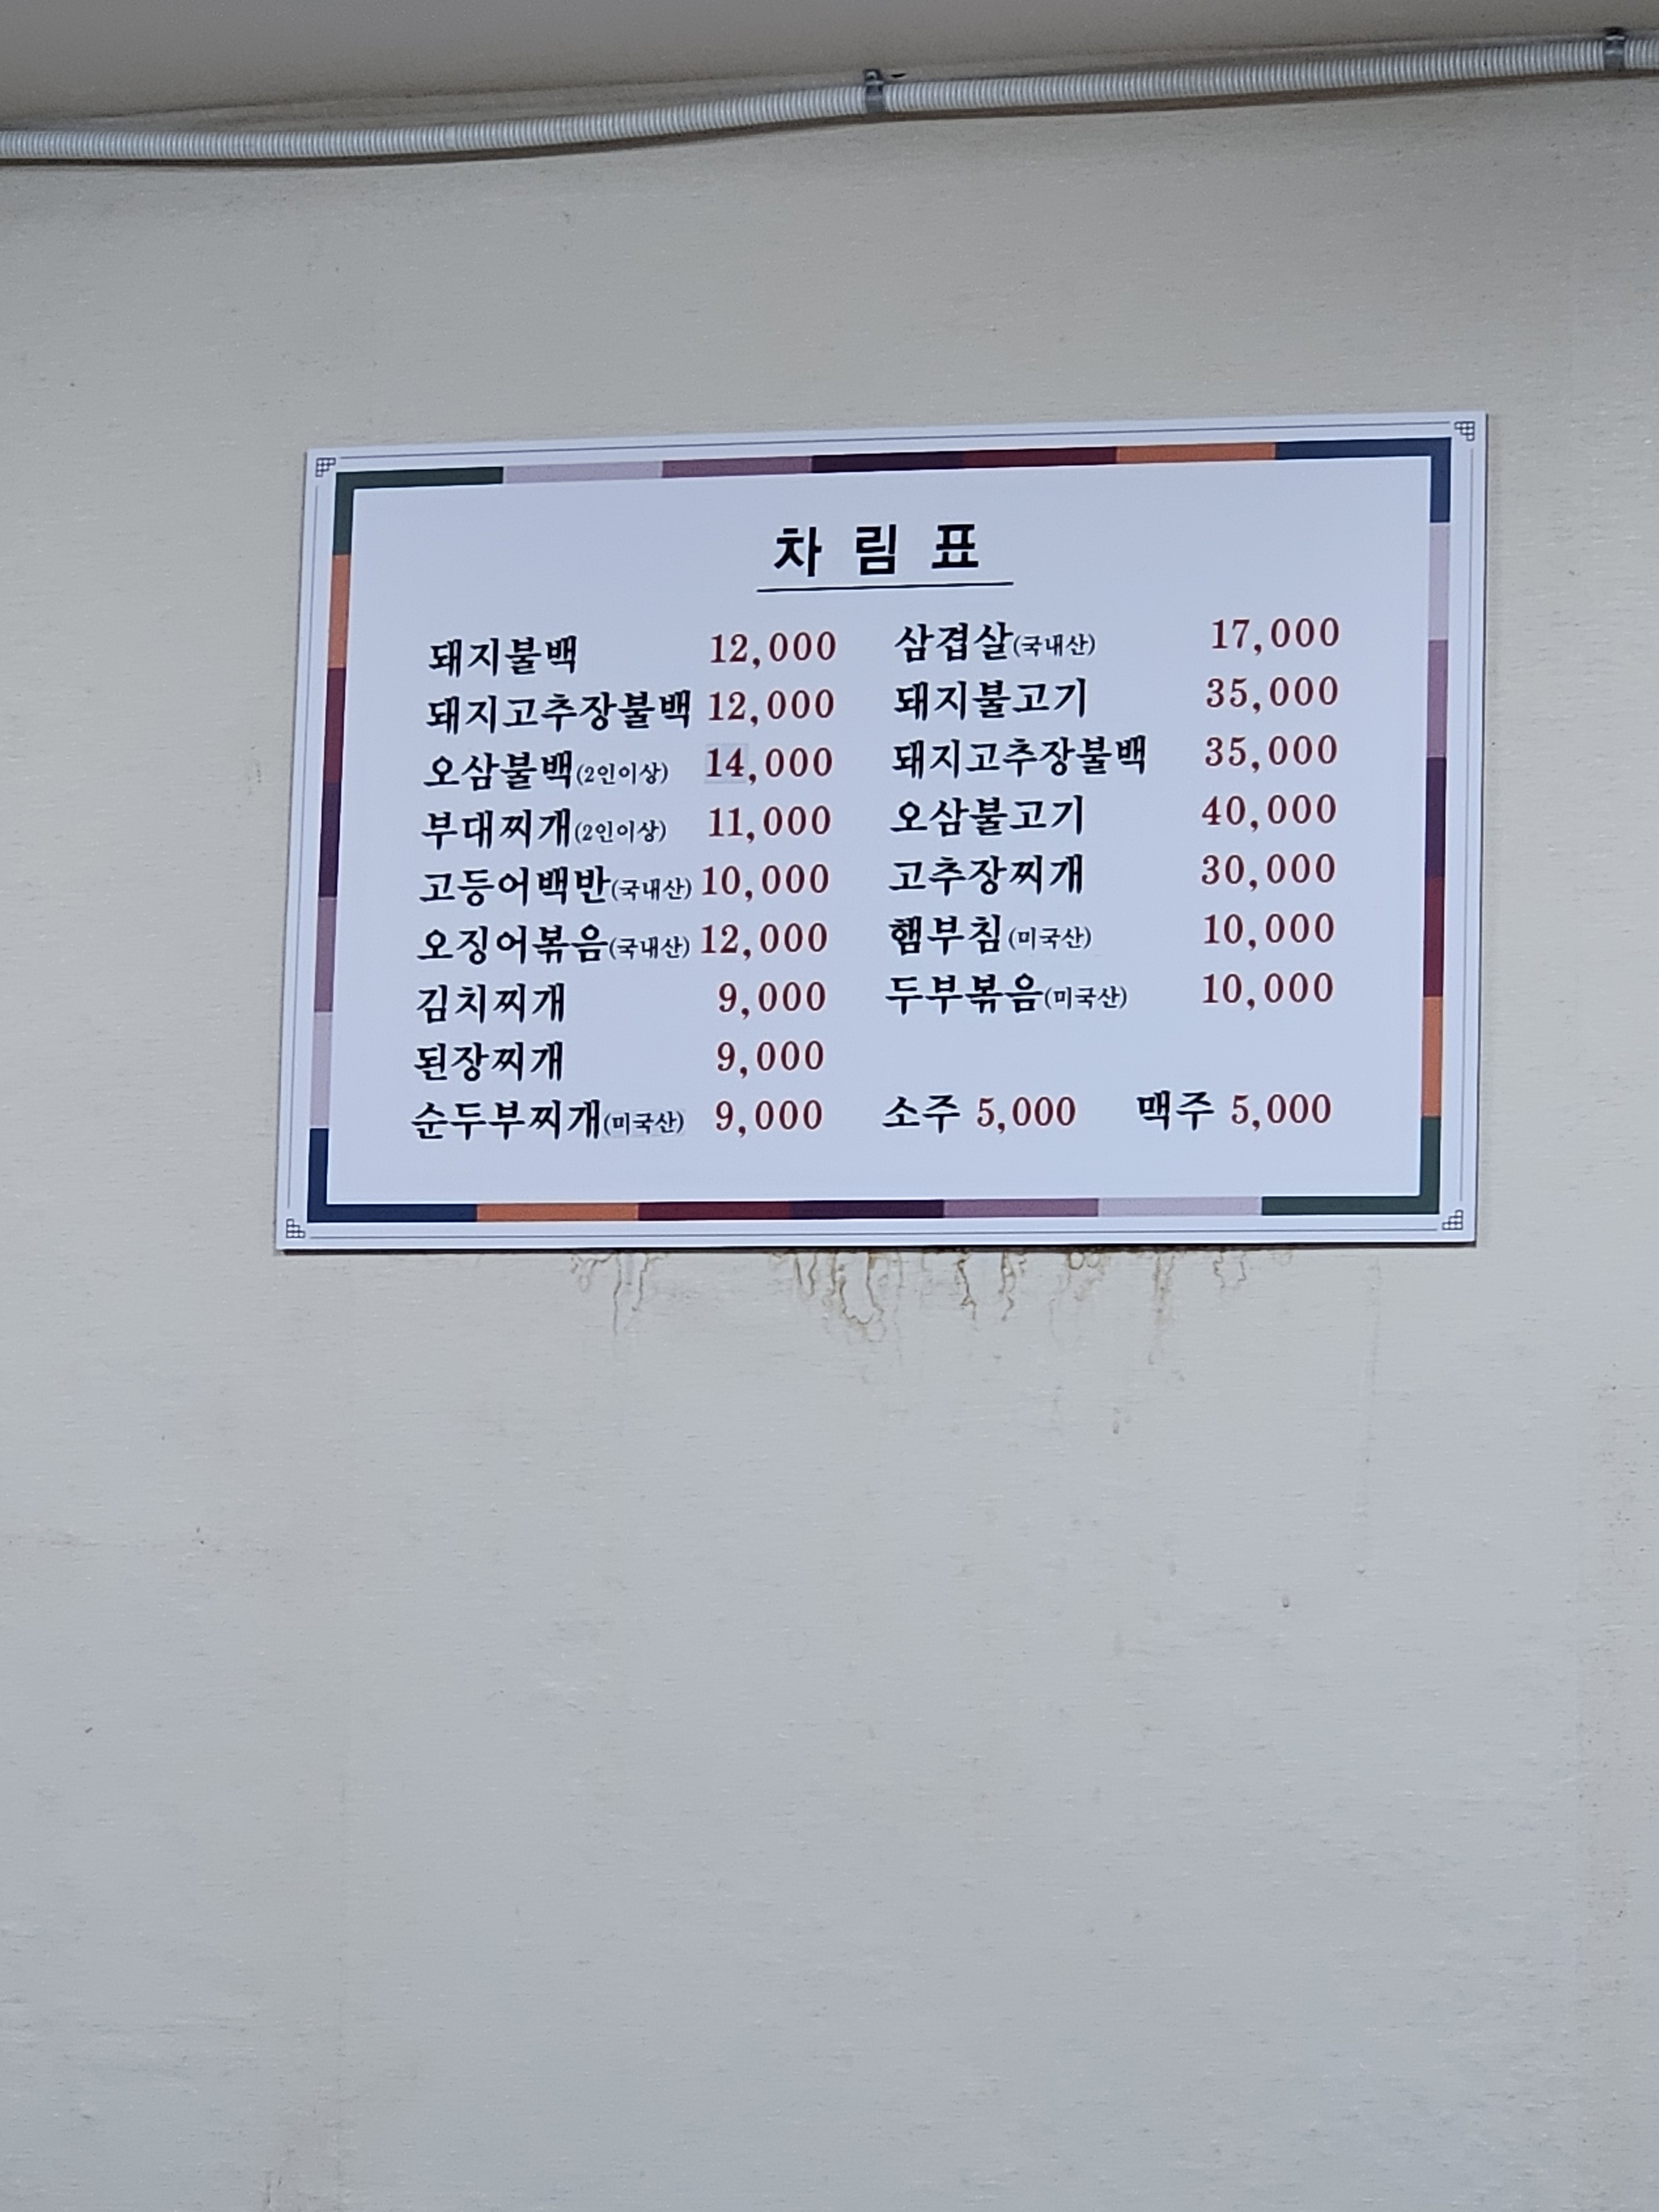 차림표
돼지불백 12,000
돼지고추장불백 12,000
오삼불백(2인이상) 14,000
부대찌개(2인이상) 11,000
고등어백반(국내산) 10,000
오징어볶음(국내산) 12,000
김치찌개 9,000
된장찌개 9,000
순두부찌개(미국산) 9,000
삼겹살(국내산) 17,000
돼지불고기 35,000
돼지고추장불백 35,000
오삼불고기 40,000
고추장찌개 30,000
햄부침(미국산) 10,000
두부볶음(미국산) 10,000
소주 5,000 맥주 5,000